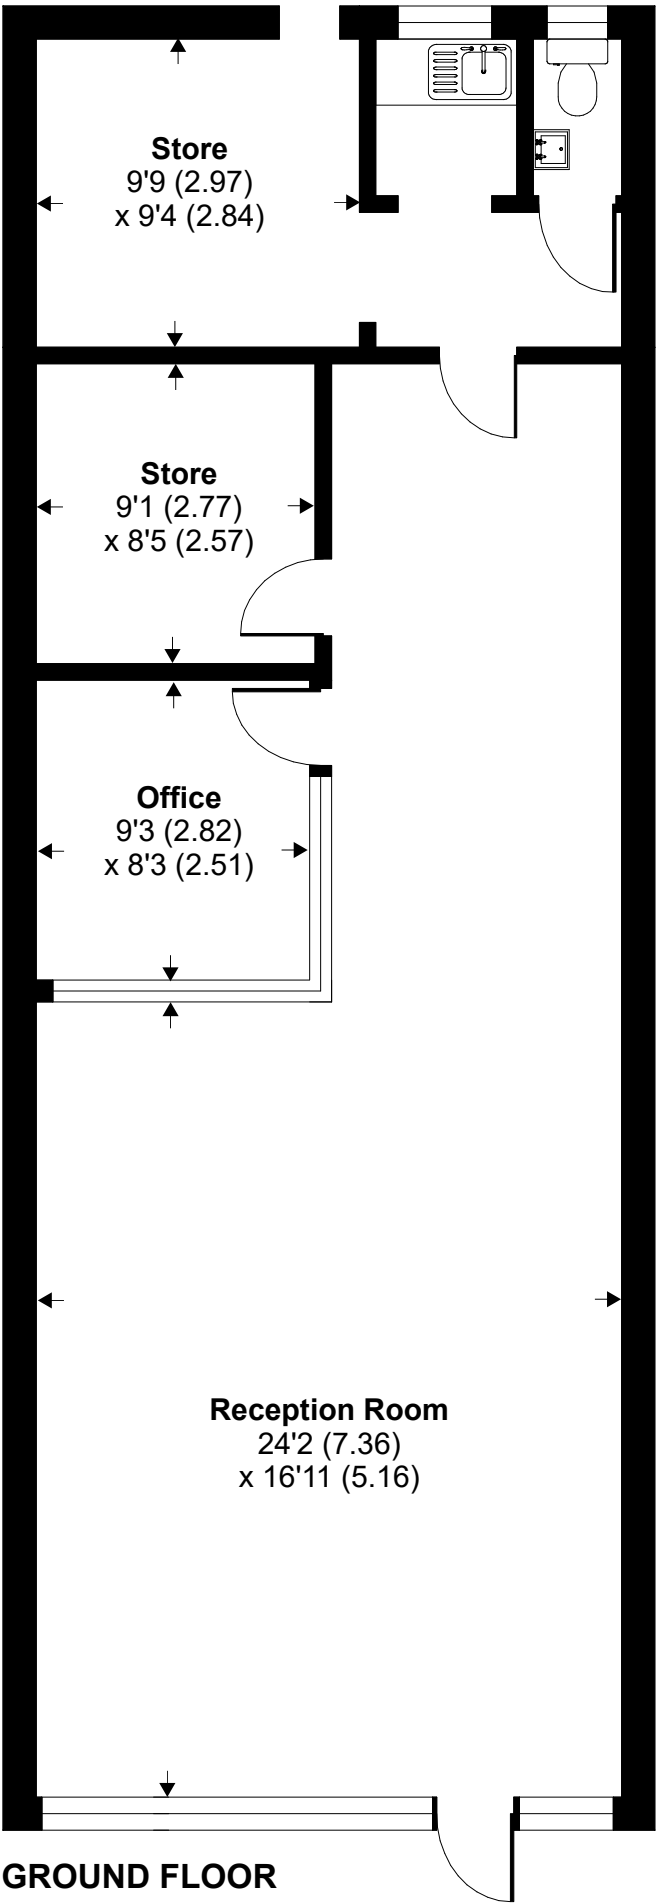 Store
9'9 (2.97)
x 9'4 (2.84)
Store
9'1 (2.77)
x 8'5 (2.57)
Office
9'3 (2.82)
x 8'3 (2.51)
Reception Room
24'2 (7.36)
x 16'11 (5.16)
GROUND FLOOR